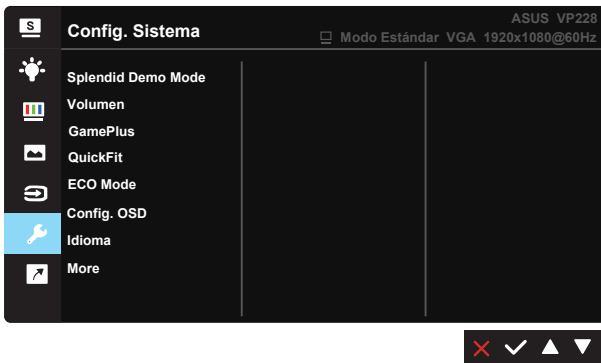 S
Config. Sistema
ASUS VP228
Modo Estándar VGA 1920x1080@60Hz
Splendid Demo Mode
Volumen
GamePlus
QuickFit
ECO Mode
Config. OSD
Idioma
More